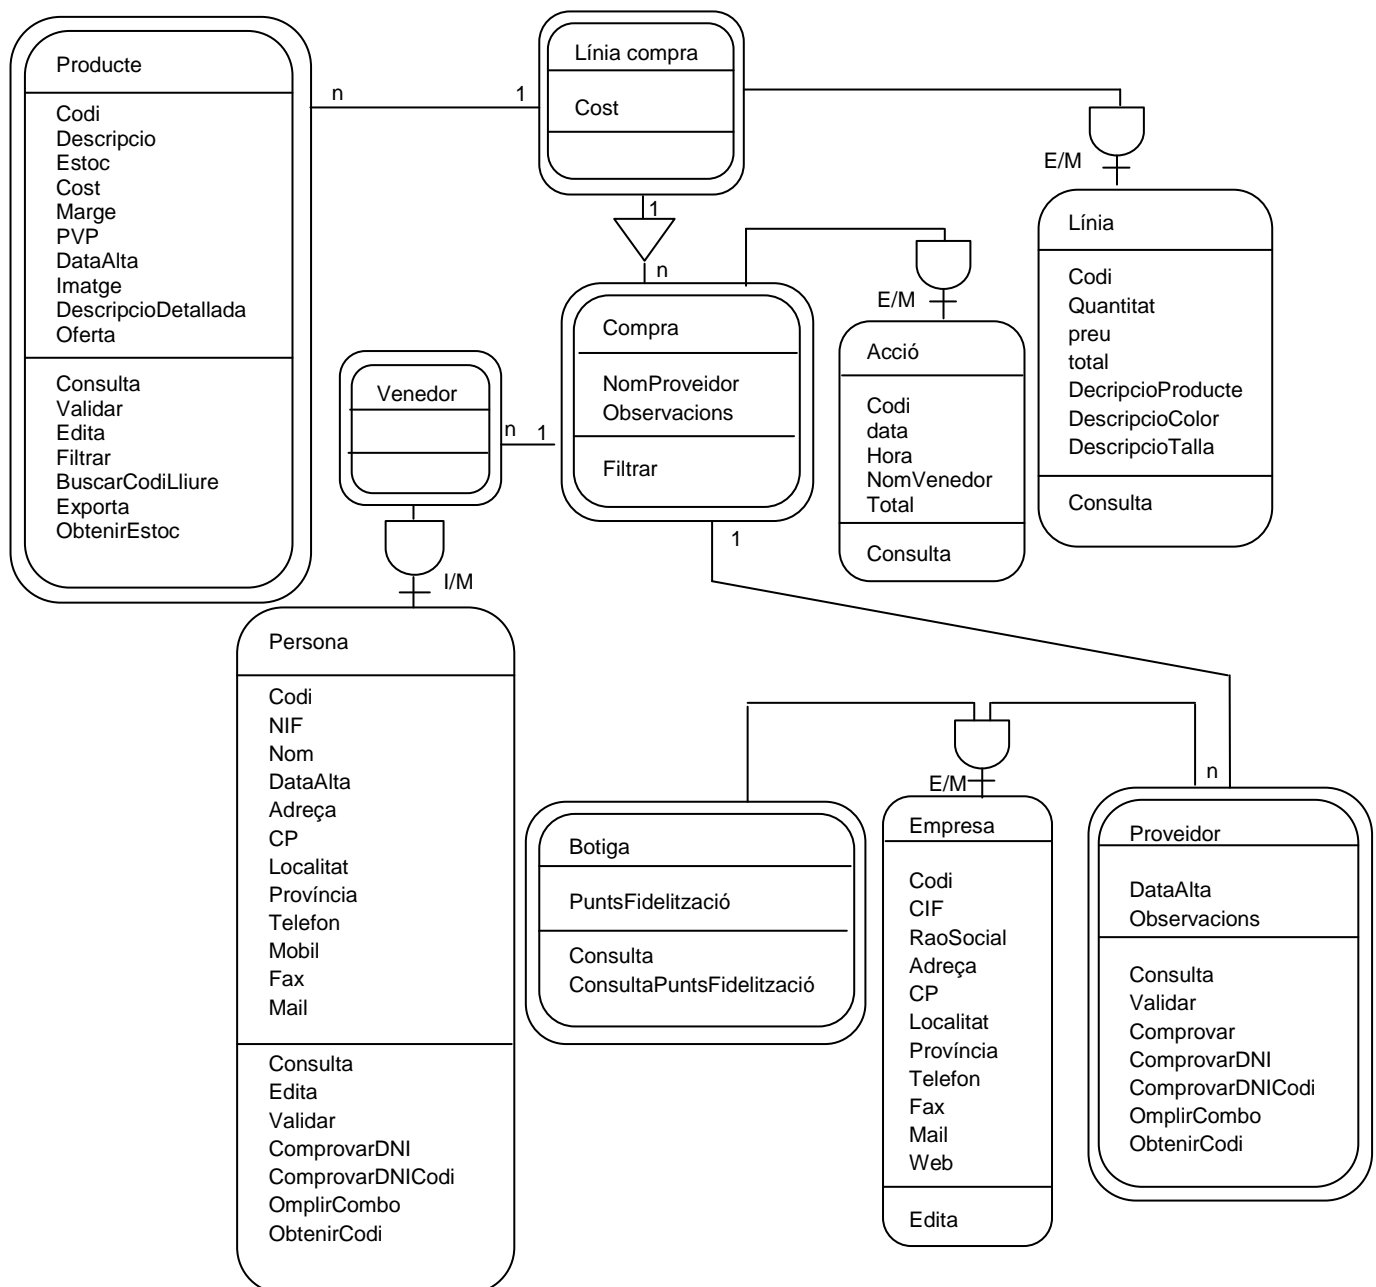 Producte
Codi
Descripcio
Estoc
Cost
Marge
PVP
DataAlta
Imatge
DescripcioDetallada
Oferta
Consulta
Validar
Edita
Filtrar
BuscarCodiLliure
Exporta
ObtenirEstoc
n
1
Línia compra
Cost
1
n
E/M
Línia
Codi
Quantitat
preu
total
DecripcioProducte
DescripcioColor
DescripcioTalla
Consulta
Compra
NomProveidor
Observacions
Filtrar
E/M
Acció
Codi
data
Hora
NomVenedor
Total
Consulta
Venedor
n
1
I/M
1
n
Persona
Codi
NIF
Nom
DataAlta
Adreça
CP
Localitat
Província
Telefon
Mobil
Fax
Mail
Consulta
Edita
Validar
ComprovarDNI
ComprovarDNICodi
OmplirCombo
ObtenirCodi
Botiga
PuntsFidelització
Consulta
ConsultaPuntsFidelització
E/M
Empresa
Codi
CIF
RaoSocial
Adreça
CP
Localitat
Província
Telefon
Fax
Mail
Web
Edita
Proveidor
DataAlta
Observacions
Consulta
Validar
Comprovar
ComprovarDNI
ComprovarDNICodi
OmplirCombo
ObtenirCodi